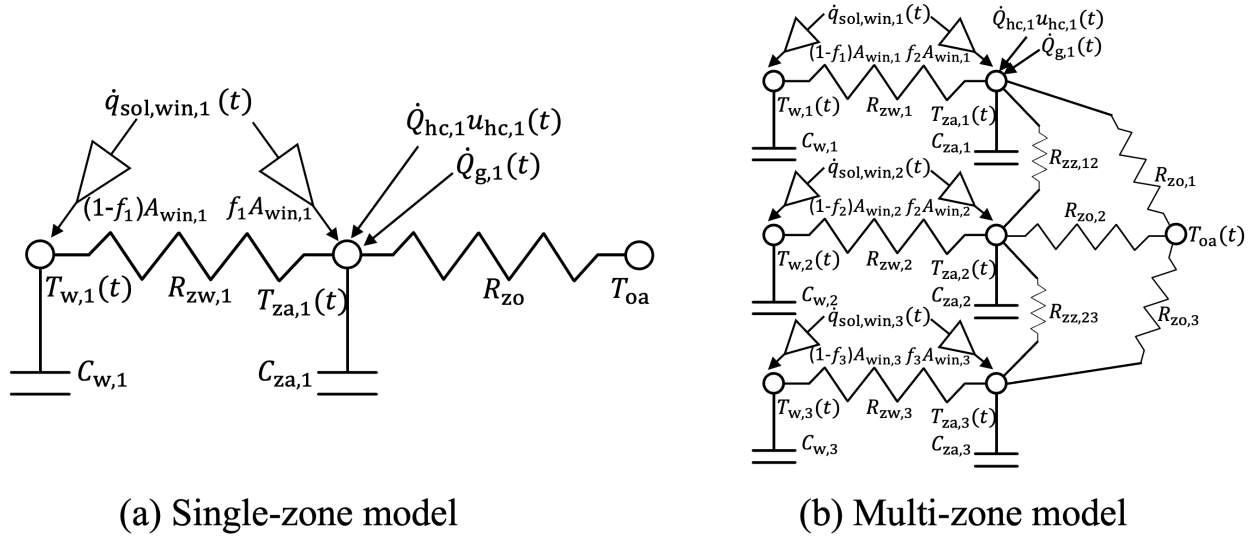 q̇sol,win,1 (t)
Q̇hc,1uhc,1(t)
Q̇g,1(t)
(1-f1)Awin,1 f1Awin,1
Tw,1(t) Rzw,1 Tza,1(t) Rzo Toa
Cw,1 Cza,1
(a) Single-zone model
q̇sol,win,1(t) Q̇hc,1uhc,1(t)
Q̇g,1(t)
(1-f1)Awin,1 f2Awin,1
Tw,1(t) Rzw,1 Tza,1(t)
Cw,1 Cza,1 Rzz,12 Rzo,1
q̇sol,win,2(t)
(1-f2)Awin,2 f2Awin,2 Rzo,2
Toa(t)
Tw,2(t) Rzw,2 Tza,2(t)
Cw,2 Cza,2 Rzz,23 Rzo,3
q̇sol,win,3(t)
(1-f3)Awin,3 f3Awin,3
Tw,3(t) Rzw,3 Tza,3(t)
Cw,3 Cza,3
(b) Multi-zone model